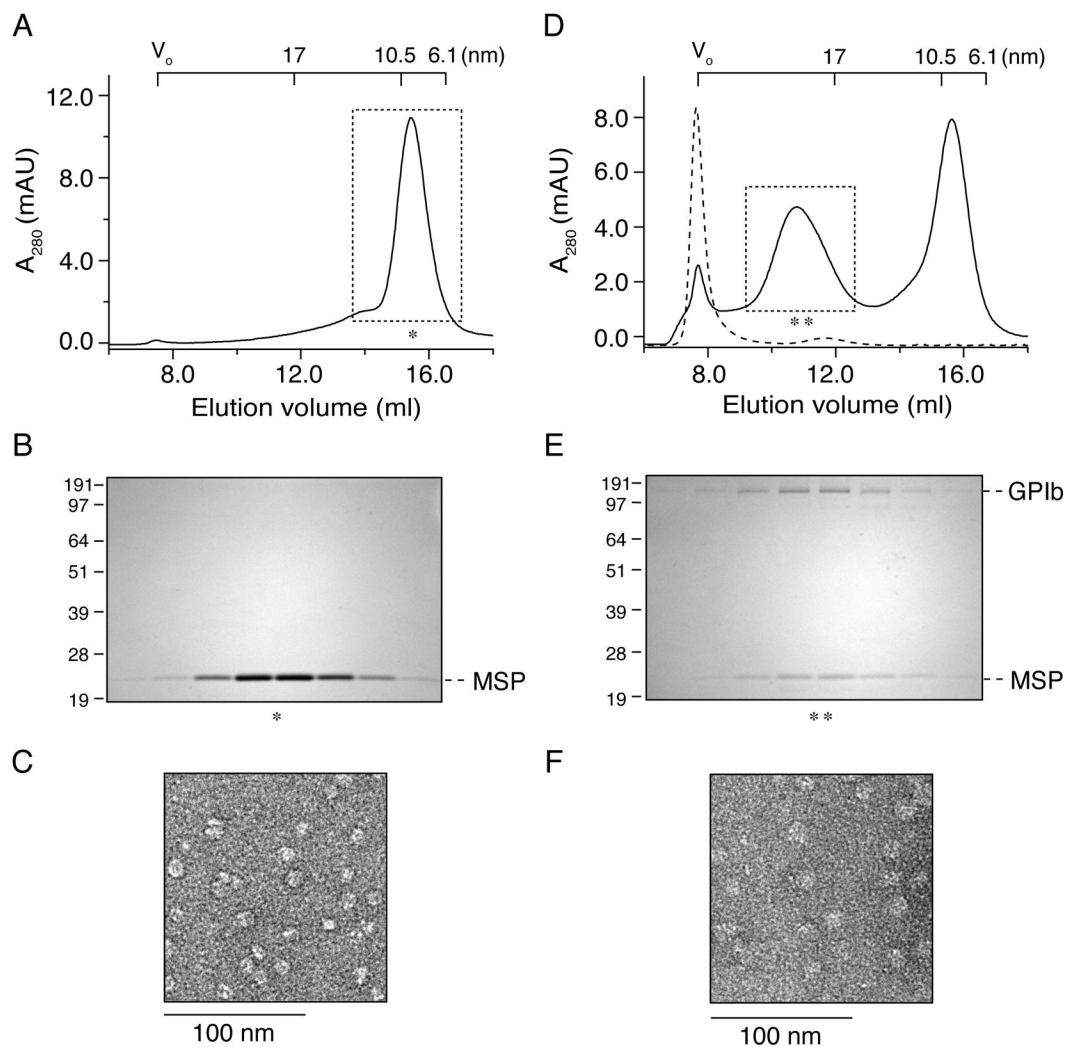 A
Vo 17 10.5 6.1 (nm)
12.0
8.0
4.0
0.0
A280 (mAU)
*
8.0 12.0 16.0
Elution volume (ml)
D
Vo 17 10.5 6.1 (nm)
8.0
6.0
4.0
2.0
0.0
A280 (mAU)
**
8.0 12.0 16.0
Elution volume (ml)
B
191
97
64
51
39
28
19
MSP
*
E
191
97
64
51
39
28
19
GPIb
MSP
**
C
100 nm
F
100 nm